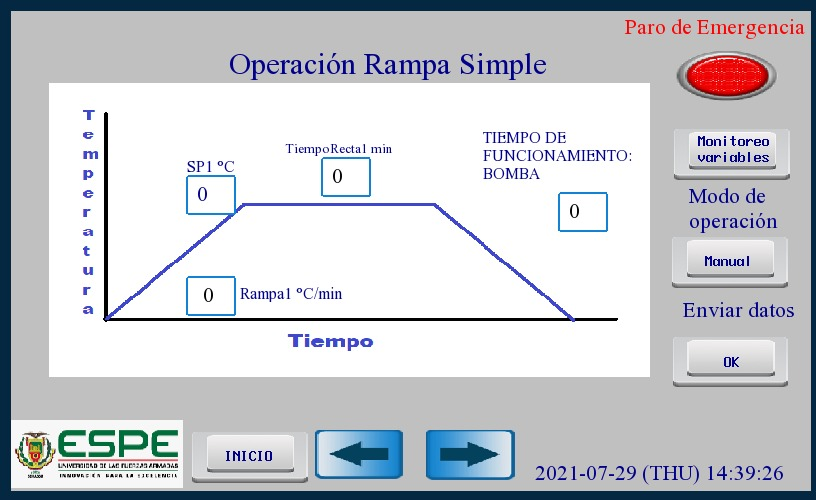 Paro de Emergencia
Operación Rampa Simple
Temperatura
SP1 °C
0
TiempoRecta1 min
0
TIEMPO DE
FUNCIONAMIENTO:
BOMBA
0
0
Rampa1 °C/min
Tiempo
Monitoreo
variables
Modo de
operación
Manual
Enviar datos
OK
ESPE
UNIVERSIDAD DE LAS FUERZAS ARMADAS
INNOVACIÓN PARA LA EXCELENCIA
INICIO
2021-07-29 (THU) 14:39:26